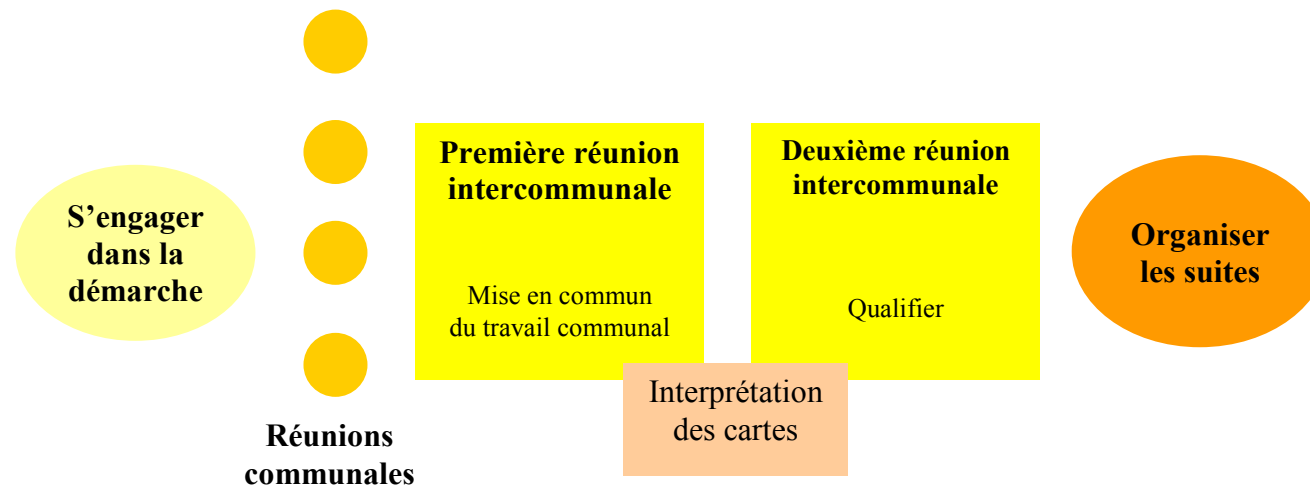 S’engager
dans la
démarche
Réunions
communales
Première réunion
intercommunale
Mise en commun
du travail communal
Interprétation
des cartes
Deuxième réunion
intercommunale
Qualifier
Organiser
les suites